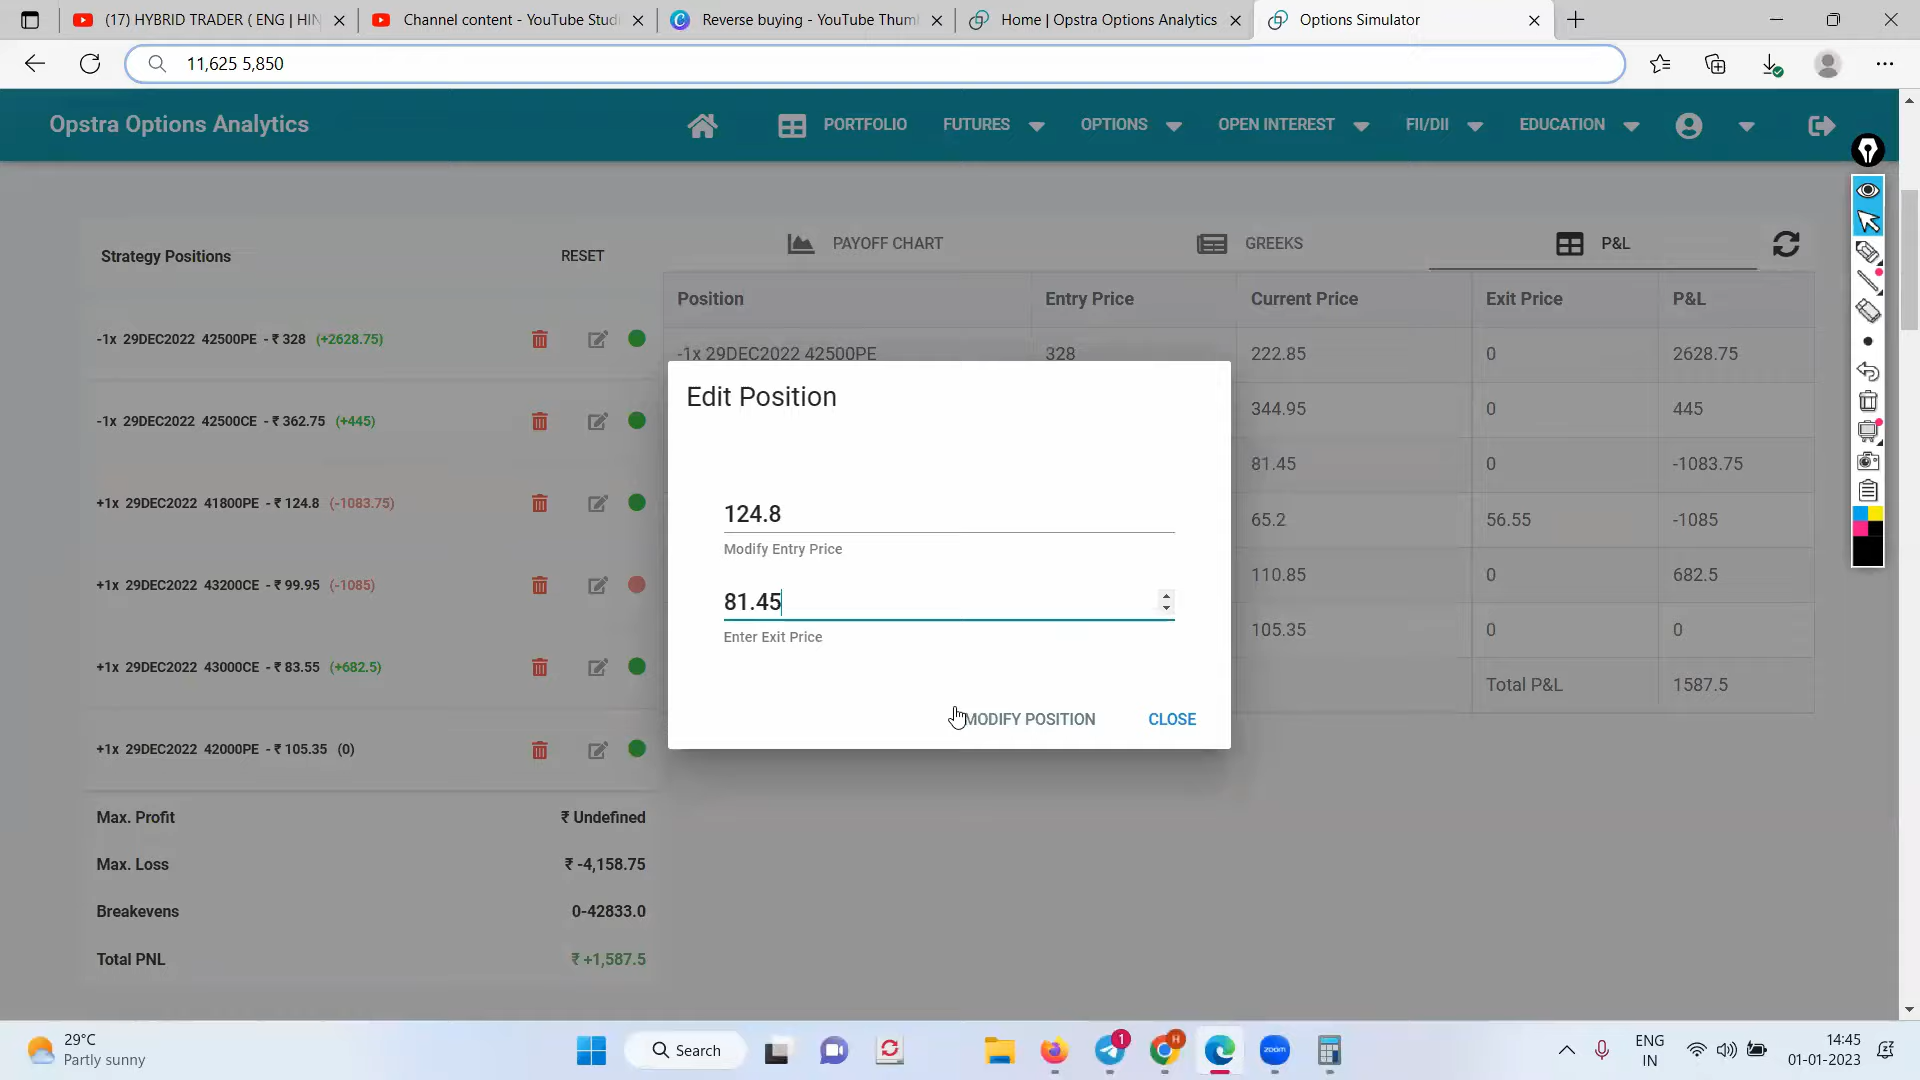 (17) HYBRID TRADER ( ENG | HIN
Channel content - YouTube Studi
Reverse buying - YouTube Thum
Home | Opstra Options Analytics
Options Simulator
11,625 5,850
Opstra Options Analytics
PORTFOLIO
FUTURES
OPTIONS
OPEN INTEREST
FII/DII
EDUCATION
Strategy Positions
RESET
PAYOFF CHART
GREEKS
P&L
Position
Entry Price
Current Price
Exit Price
P&L
-1x 29DEC2022 42500PE - ₹ 328 (+2628.75)
-1x 29DEC2022 42500PE
328
222.85
0
2628.75
-1x 29DEC2022 42500CE - ₹ 362.75 (+445)
344.95
0
445
+1x 29DEC2022 41800PE - ₹ 124.8 (-1083.75)
81.45
0
-1083.75
+1x 29DEC2022 43200CE - ₹ 99.95 (-1085)
65.2
56.55
-1085
+1x 29DEC2022 43000CE - ₹ 83.55 (+682.5)
110.85
0
682.5
+1x 29DEC2022 42000PE - ₹ 105.35 (0)
105.35
0
0
Total P&L
1587.5
Edit Position
124.8
Modify Entry Price
81.45
Enter Exit Price
MODIFY POSITION
CLOSE
Max. Profit
₹ Undefined
Max. Loss
₹ -4,158.75
Breakevens
0-42833.0
Total PNL
₹ +1,587.5
29°C
Partly sunny
Search
1
H
zoom
ENG
IN
14:45
01-01-2023